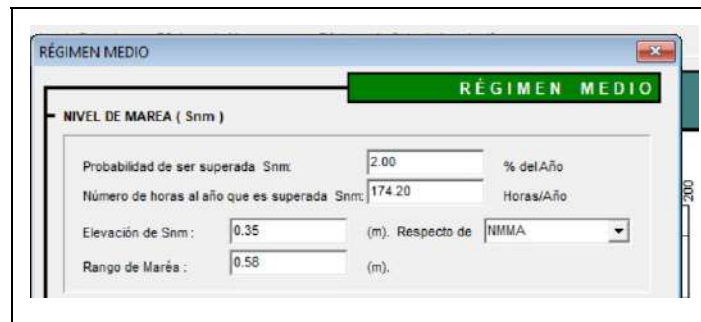 RÉGIMEN MEDIO
RÉGIMEN MEDIO
NIVEL DE MAREA ( Snm )
Probabilidad de ser superada Snm: 2.00 % del Año
Número de horas al año que es superada Snm: 174.20 Horas/Año
Elevación de Snm : 0.35 (m). Respecto de NMMA
Rango de Maréa : 0.58 (m).
200